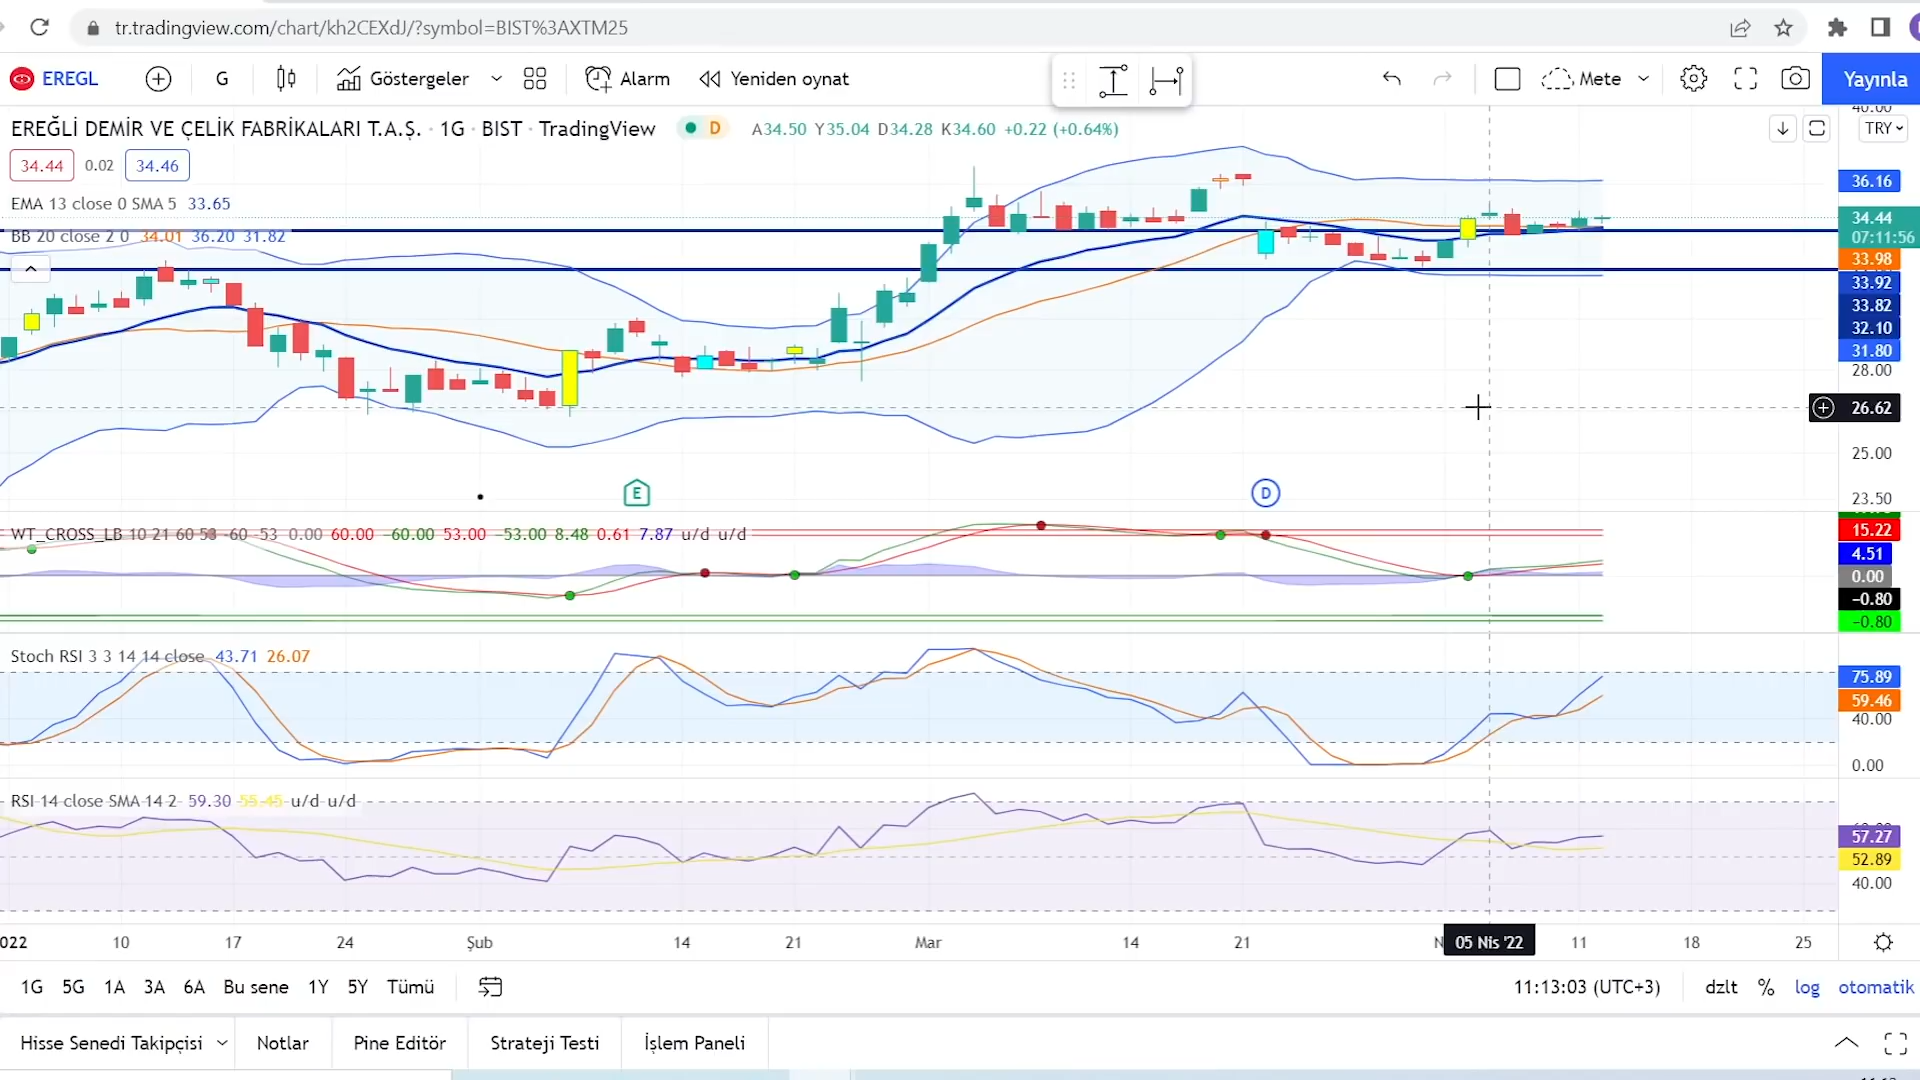 tr.tradingview.com/chart/kh2CEXdJ/?symbol=BIST%3AXTM25
EREGL G Göstergeler Alarm Yeniden oynat Mete Yayınla
EREĞLİ DEMİR VE ÇELİK FABRİKALARI T.A.Ş. · 1G · BIST · TradingView D A34.50 Y35.04 D34.28 K34.60 +0.22 (+0.64%)
TRY
34.44 0.02 34.46
EMA 13 close 0 SMA 5 33.65
BB 20 close 2 0 34.01 36.20 31.82
40.00
36.16
34.44
07:11:56
33.98
33.92
33.82
32.10
31.80
28.00
26.62
25.00
23.50
E D
WT_CROSS_LB 10 21 60 53 -60 -53 0.00 60.00 −60.00 53.00 −53.00 8.48 0.61 7.87 u/d u/d
15.22
4.51
0.00
−0.80
−0.80
Stoch RSI 3 3 14 14 close 43.71 26.07
75.89
59.46
40.00
0.00
RSI 14 close SMA 14 2 59.30 55.45 u/d u/d
57.27
52.89
40.00
022 10 17 24 Şub 14 21 Mar 14 21 N 05 Nis '22 11 18 25
1G 5G 1A 3A 6A Bu sene 1Y 5Y Tümü 11:13:03 (UTC+3) dzlt % log otomatik
Hisse Senedi Takipçisi Notlar Pine Editör Strateji Testi İşlem Paneli